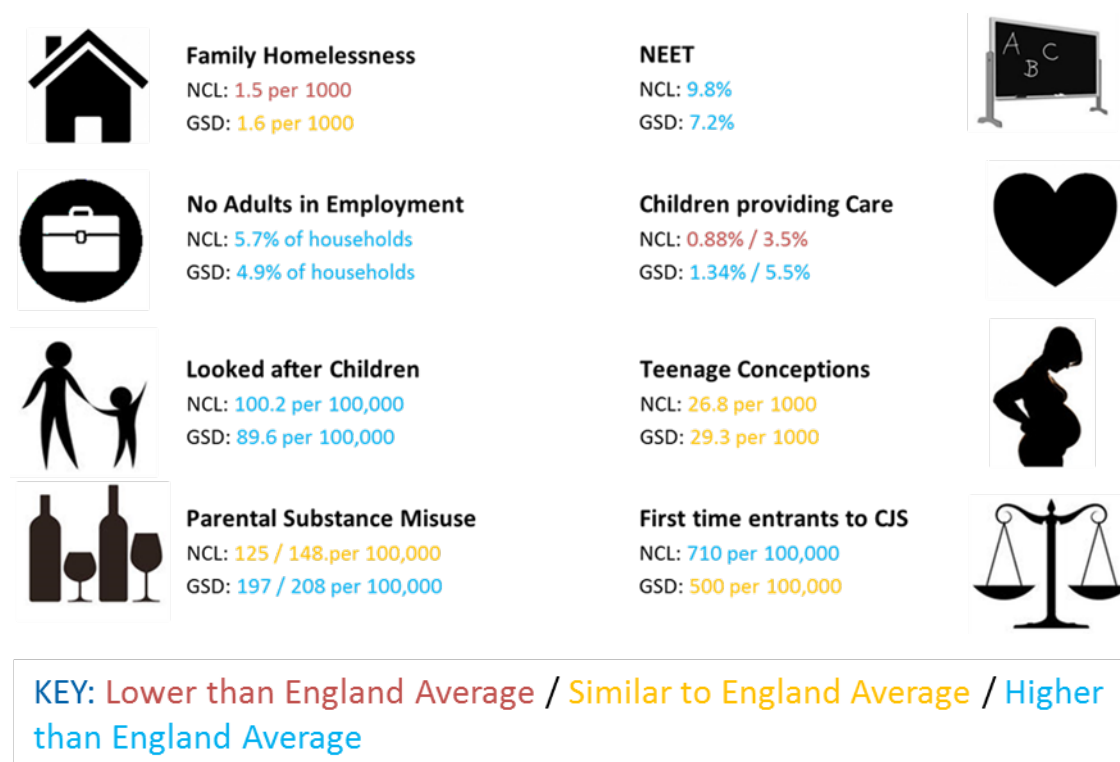 Family Homelessness
NCL: 1.5 per 1000
GSD: 1.6 per 1000
NEET
NCL: 9.8%
GSD: 7.2%
A
B
C
No Adults in Employment
NCL: 5.7% of households
GSD: 4.9% of households
Children providing Care
NCL: 0.88% / 3.5%
GSD: 1.34% / 5.5%
Looked after Children
NCL: 100.2 per 100,000
GSD: 89.6 per 100,000
Teenage Conceptions
NCL: 26.8 per 1000
GSD: 29.3 per 1000
Parental Substance Misuse
NCL: 125 / 148.per 100,000
GSD: 197 / 208 per 100,000
First time entrants to CJS
NCL: 710 per 100,000
GSD: 500 per 100,000
KEY: Lower than England Average / Similar to England Average / Higher
than England Average